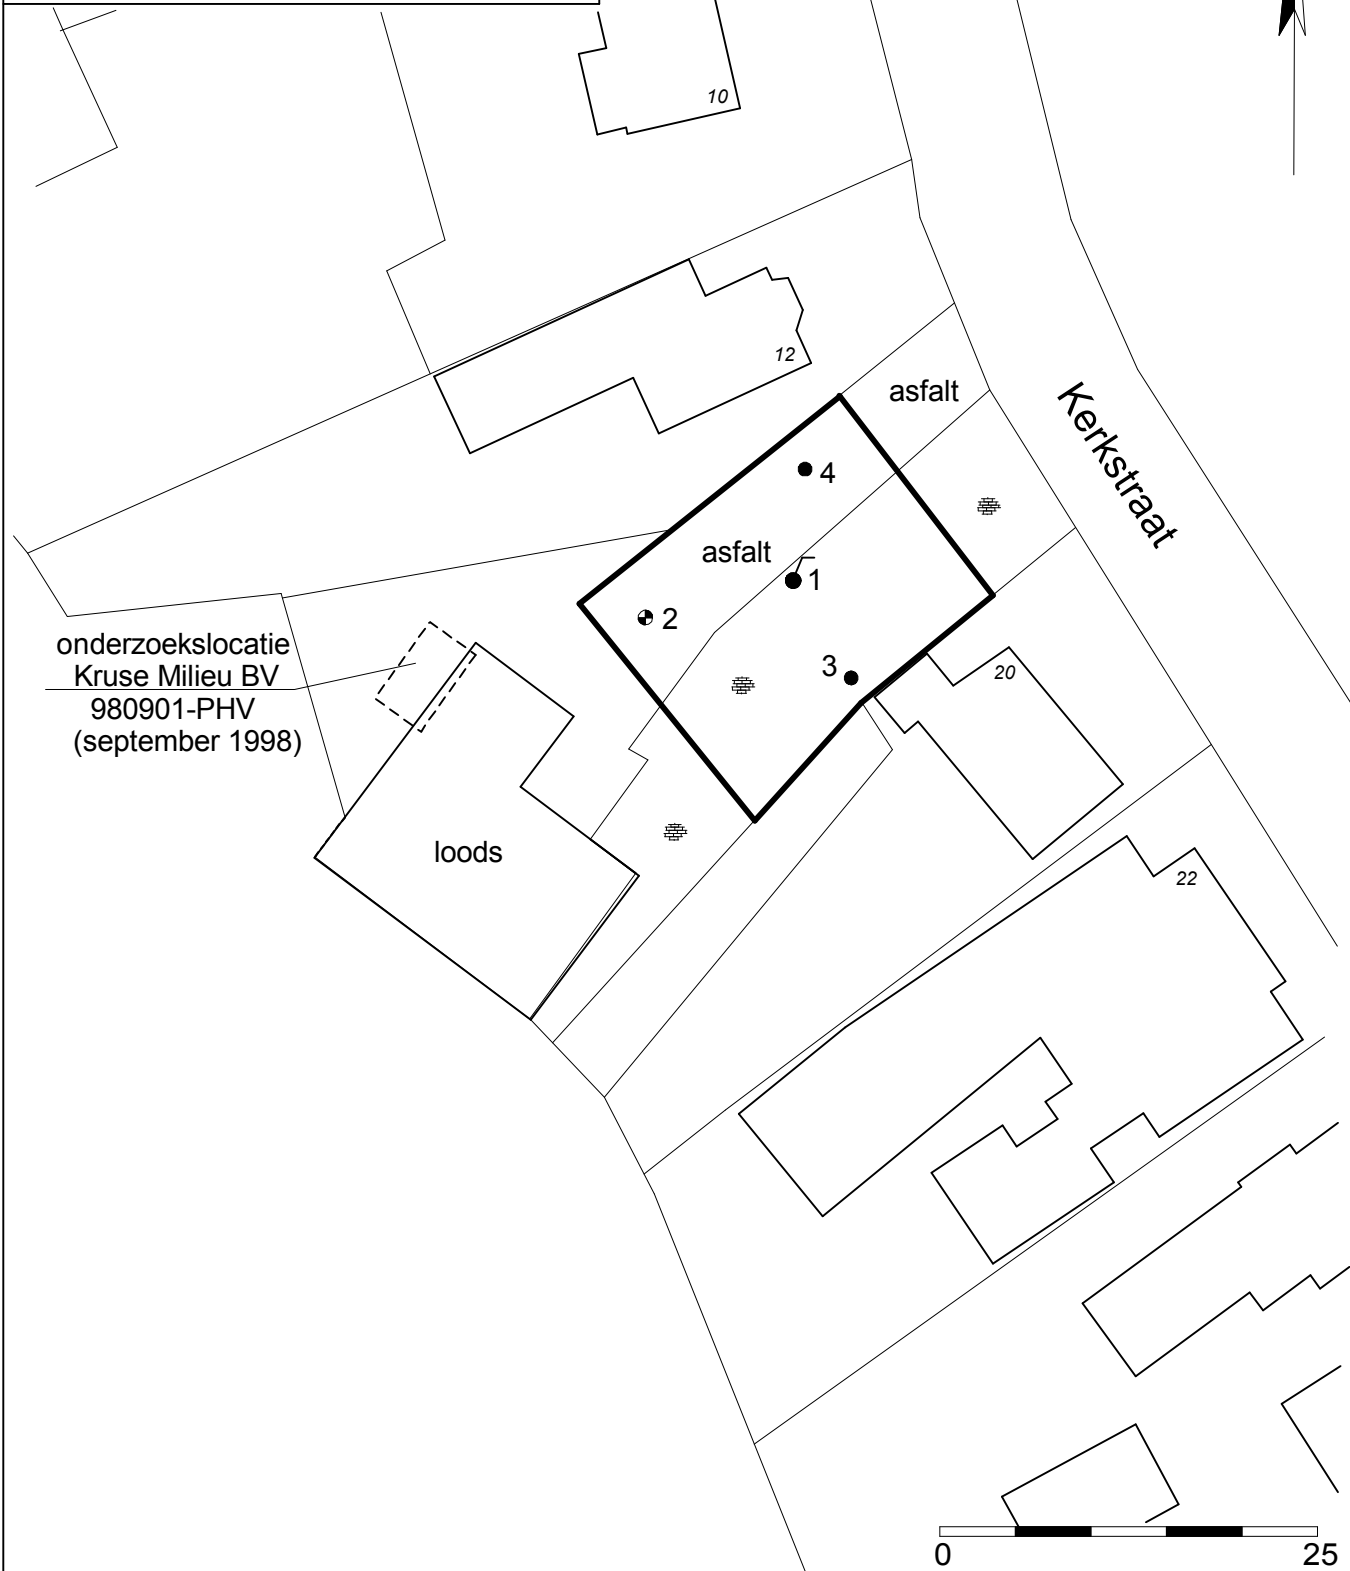 10
12
asfalt
Kerkstraat
4
asfalt
1
2
onderzoekslocatie
Kruse Milieu BV
980901-PHV
(september 1998)
3
20
loods
22
0 25